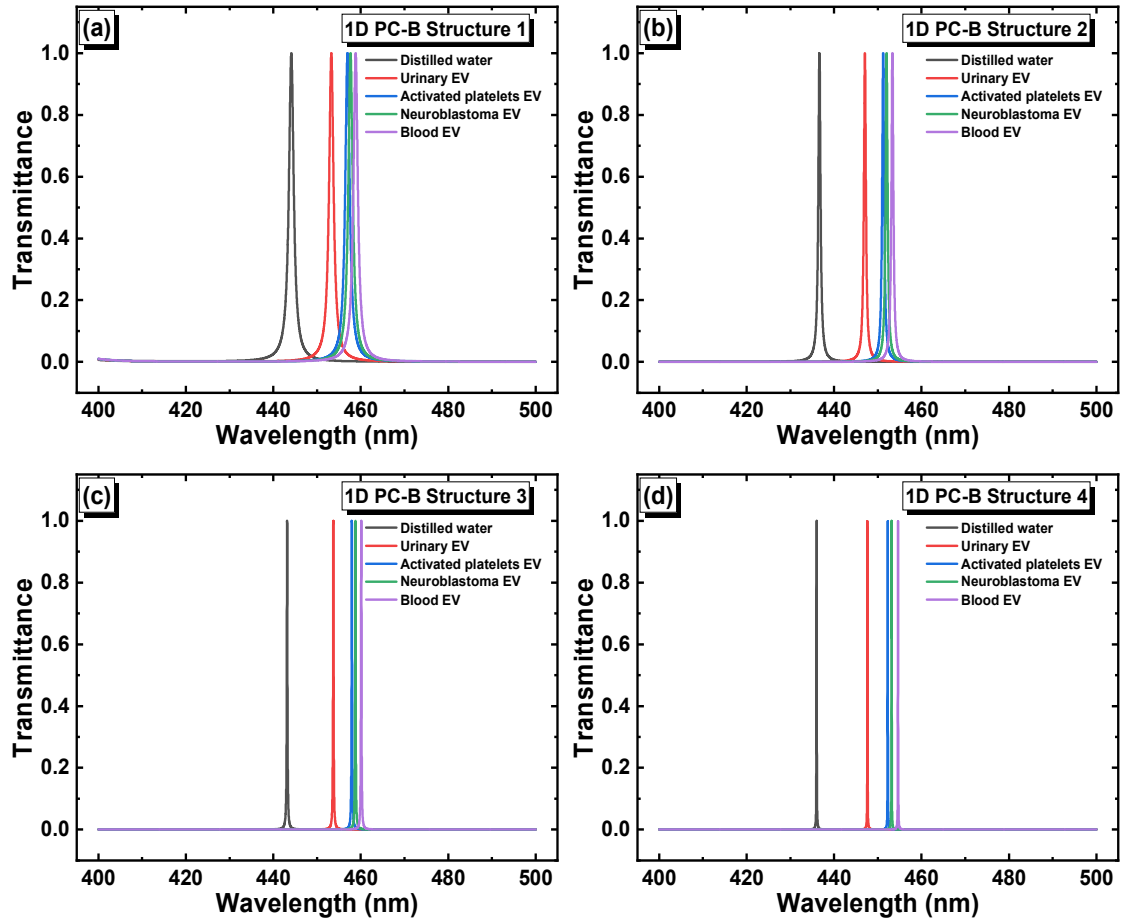 (a)
1D PC-B Structure 1
Distilled water
Urinary EV
Activated platelets EV
Neuroblastoma EV
Blood EV
1.0
0.8
0.6
0.4
0.2
0.0
Transmittance
400 420 440 460 480 500
Wavelength (nm)
(b)
1D PC-B Structure 2
Distilled water
Urinary EV
Activated platelets EV
Neuroblastoma EV
Blood EV
1.0
0.8
0.6
0.4
0.2
0.0
Transmittance
400 420 440 460 480 500
Wavelength (nm)
(c)
1D PC-B Structure 3
Distilled water
Urinary EV
Activated platelets EV
Neuroblastoma EV
Blood EV
1.0
0.8
0.6
0.4
0.2
0.0
Transmittance
400 420 440 460 480 500
Wavelength (nm)
(d)
1D PC-B Structure 4
Distilled water
Urinary EV
Activated platelets EV
Neuroblastoma EV
Blood EV
1.0
0.8
0.6
0.4
0.2
0.0
Transmittance
400 420 440 460 480 500
Wavelength (nm)